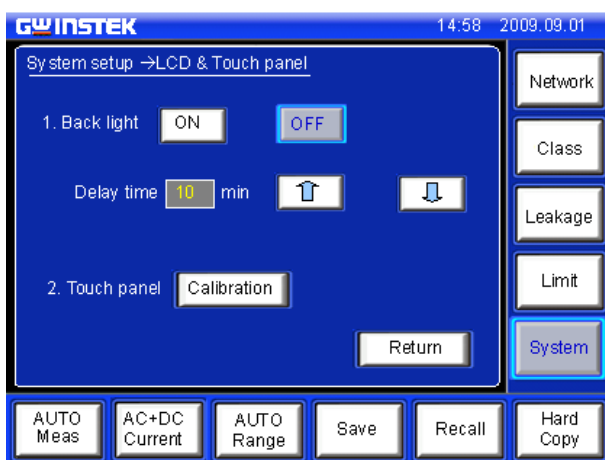 GWINSTEK 14:58 2009.09.01
System setup →LCD & Touch panel
Network
1. Back light ON OFF
Class
Delay time 10 min
Leakage
2. Touch panel Calibration
Limit
Return
System
AUTO Meas
AC+DC Current
AUTO Range
Save
Recall
Hard Copy